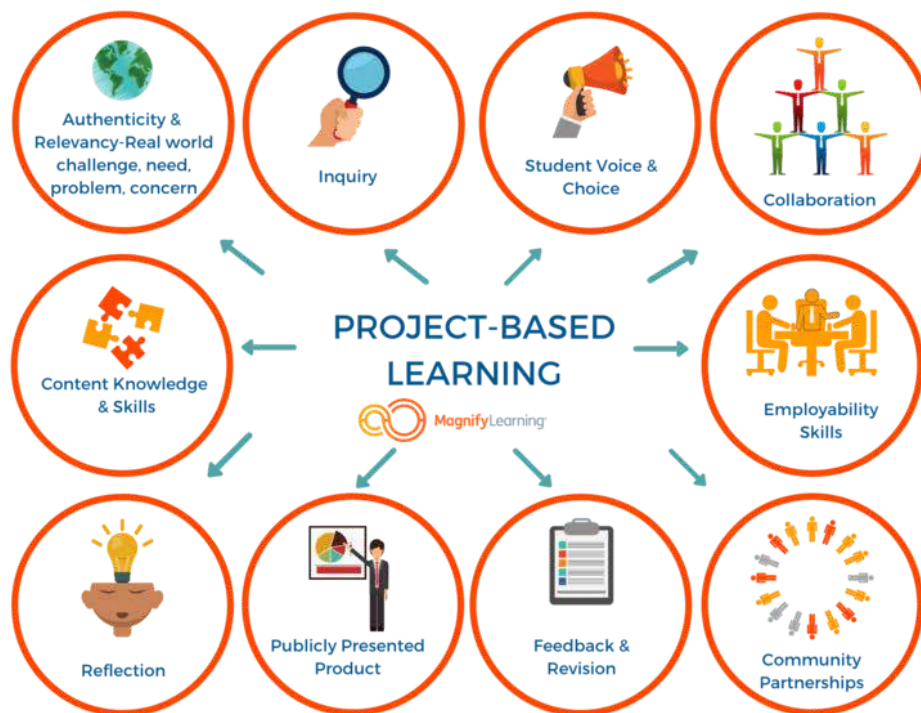 Authenticity &
Relevancy-Real world
challenge, need,
problem, concern
Inquiry
Student Voice &
Choice
Collaboration
PROJECT-BASED
LEARNING
MagnifyLearning
Content Knowledge
& Skills
Employability
Skills
Reflection
Publicly Presented
Product
Feedback &
Revision
Community
Partnerships